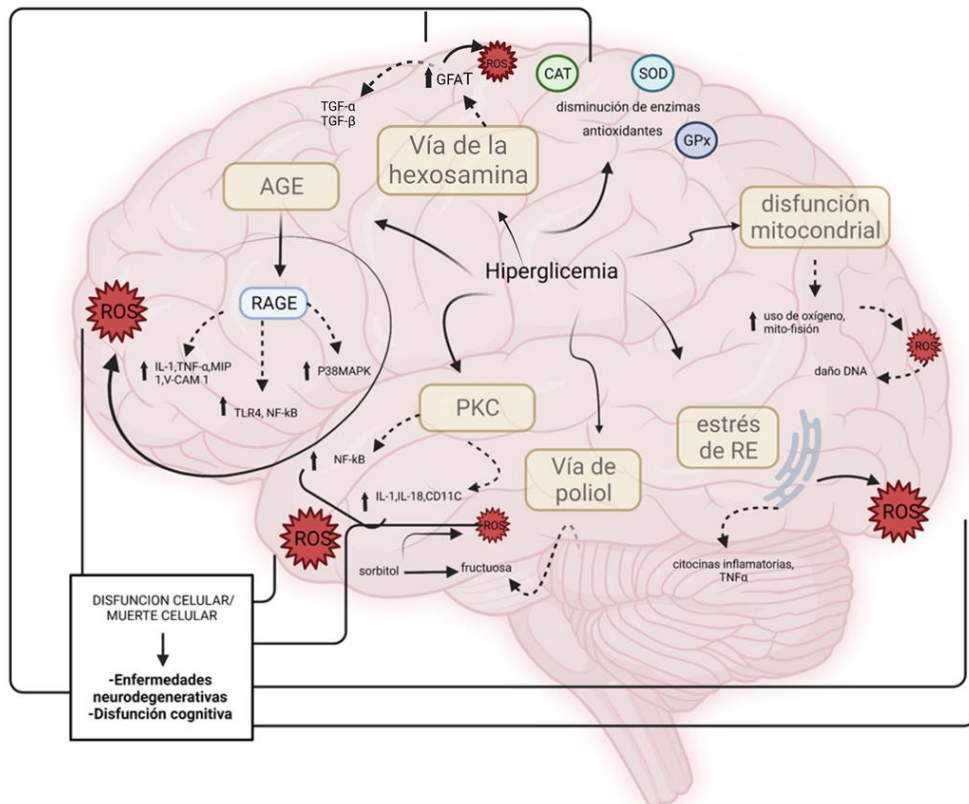 ROS
GFAT
CAT
SOD
TGF-α
TGF-β
disminución de enzimas
antioxidantes
GPx
Vía de la
hexosamina
AGE
disfunción
mitocondrial
Hiperglicemia
ROS
RAGE
uso de oxígeno,
mito-fisión
ROS
IL-1,TNF-α,MIP
1,V-CAM 1
P38MAPK
daño DNA
TLR4, NF-kB
PKC
estrés
de RE
NF-kB
Vía de
poliol
IL-1,IL-18,CD11C
ROS
ROS
ROS
sorbitol
fructuosa
citocinas inflamatorias,
TNFα
DISFUNCION CELULAR/
MUERTE CELULAR
-Enfermedades
neurodegenerativas
-Disfunción cognitiva